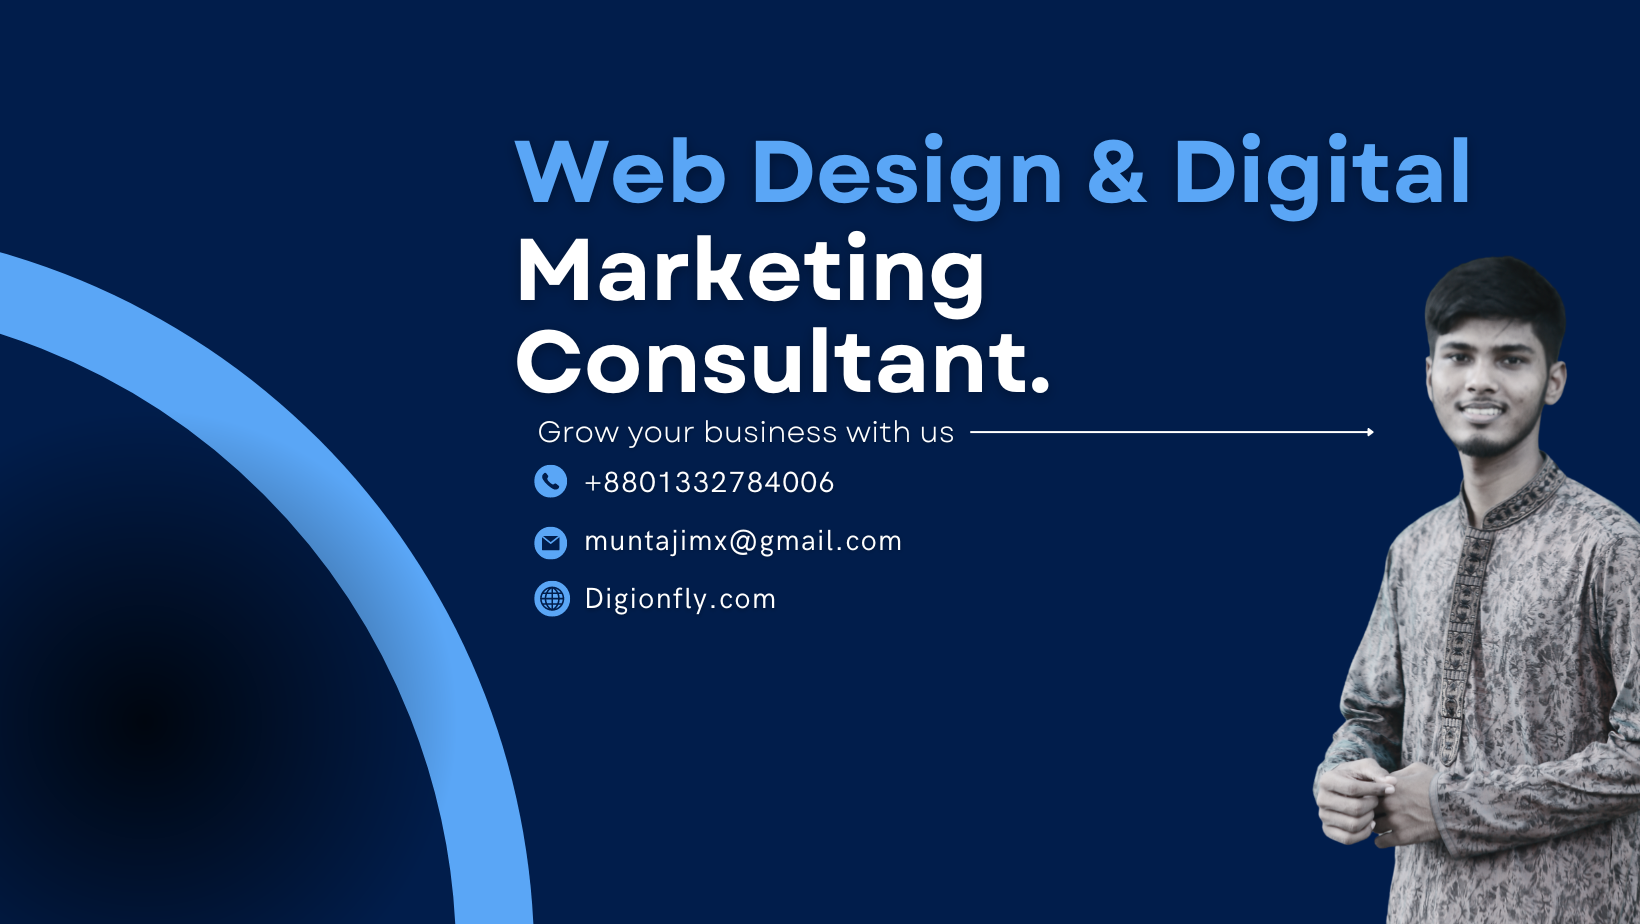 Web Design & Digital
Marketing
Consultant.
Grow your business with us
+8801332784006
muntajimx@gmail.com
Digionfly.com